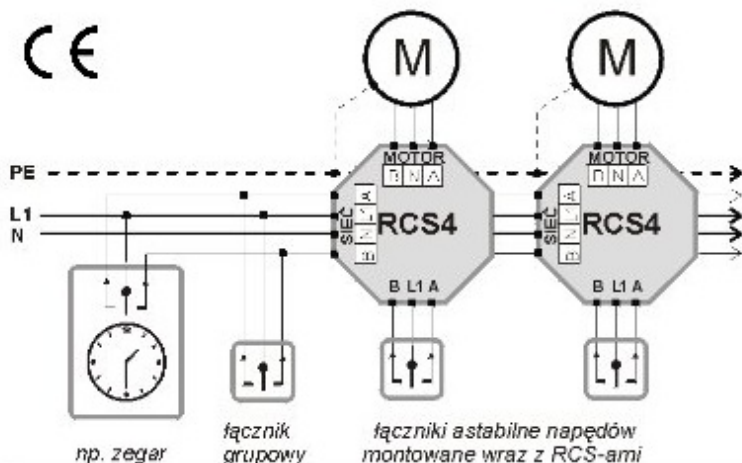 CE
M M
PE
L1
N
MOTOR MOTOR
B N A
SIEĆ SIEĆ
RCS4 RCS4
B L1 A B L1 A
np. zegar
łącznik grupowy
łączniki astabilne napędów
montowane wraz z RCS-ami